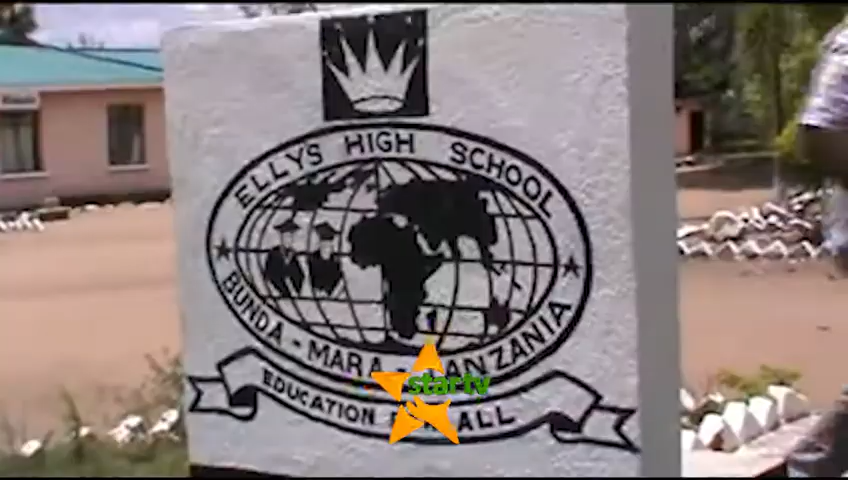 ELLYS HIGH SCHOOL
BUNDA - MARA - TANZANIA
startv
EDUCATION ALL